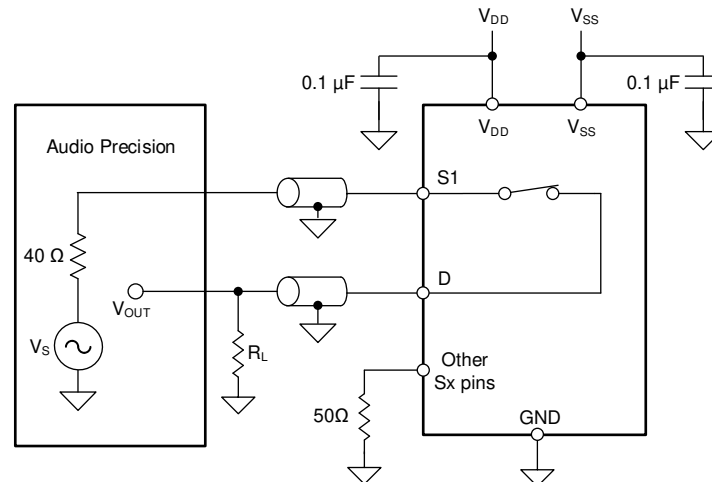 V_DD V_SS
0.1 µF 0.1 µF
V_DD V_SS
Audio Precision
S1
40 Ω
D
V_OUT
V_S
R_L
Other
Sx pins
50Ω
GND